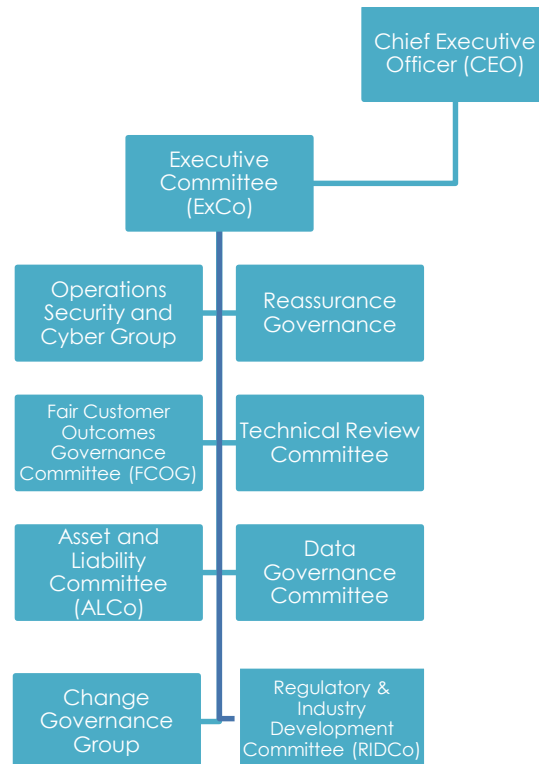 Chief Executive
Officer (CEO)
Executive
Committee
(ExCo)
Operations
Security and
Cyber Group
Reassurance
Governance
Fair Customer
Outcomes
Governance
Committee (FCOG)
Technical Review
Committee
Asset and
Liability
Committee
(ALCo)
Data
Governance
Committee
Change
Governance
Group
Regulatory &
Industry
Development
Committee (RIDCo)